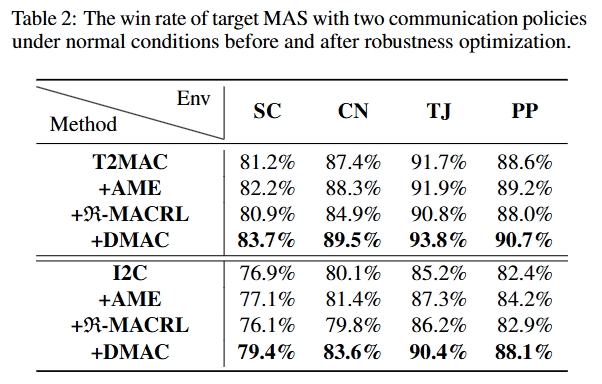 Table 2: The win rate of target MAS with two communication policies
under normal conditions before and after robustness optimization.
Env
Method
SC CN TJ PP
T2MAC 81.2% 87.4% 91.7% 88.6%
+AME 82.2% 88.3% 91.9% 89.2%
+ℜ-MACRL 80.9% 84.9% 90.8% 88.0%
+DMAC 83.7% 89.5% 93.8% 90.7%
I2C 76.9% 80.1% 85.2% 82.4%
+AME 77.1% 81.4% 87.3% 84.2%
+ℜ-MACRL 76.1% 79.8% 86.2% 82.9%
+DMAC 79.4% 83.6% 90.4% 88.1%